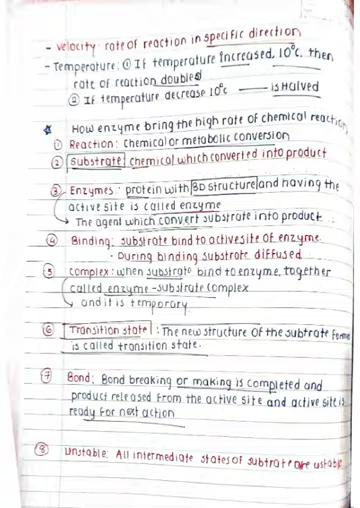 - Velocity: rate of reaction in specific direction
- Temperature: ① If temperature increased, 10°c. then
rate of reaction doubles
② If temperature decrease 10°c —— is Halved
How enzyme bring the high rate of chemical reaction
① Reaction: chemical or metabolic conversion
② Substrate: chemical which converted into product
③ Enzymes: protein with 3D structure and having the
active site is called enzyme
→ The agent which convert substrate into product.
④ Binding: substrate bind to activesite of enzyme
• During binding substrate diffused
⑤ complex: when substrate bind to enzyme, together
called enzyme-substrate complex
→ and it is temporary.
⑥ Transition state: The new structure of the subtrate forme
is called transition state.
⑦ Bond: Bond breaking or making is completed and
product released from the active site and active site is
ready for next action
⑧ Unstable: All intermediate states of subtrate are ustable